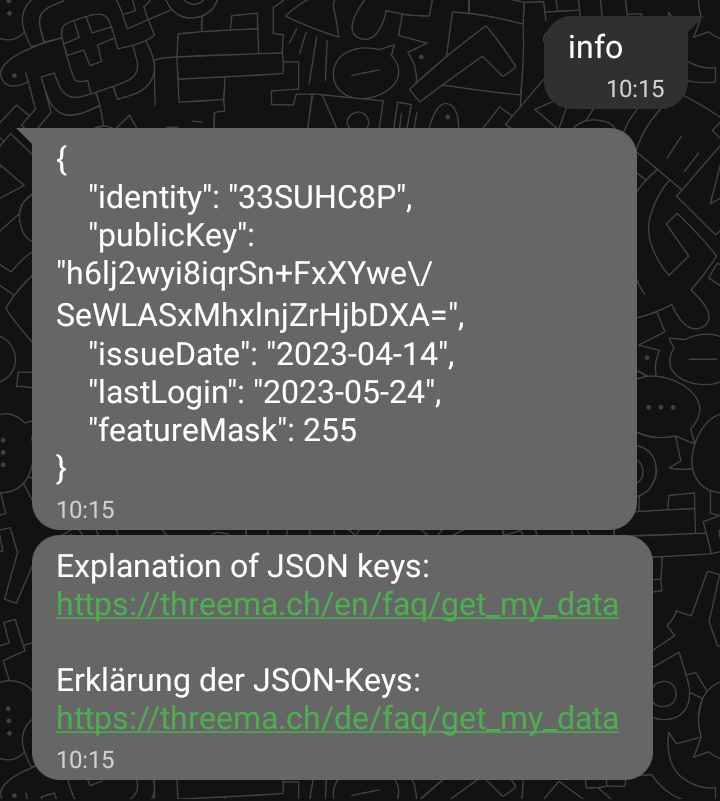 info
10:15
{
"identity": "33SUHC8P",
"publicKey":
"h6lj2wyi8iqrSn+FxXYwe\/
SeWLASxMhxlnjZrHjbDXA=",
"issueDate": "2023-04-14",
"lastLogin": "2023-05-24",
"featureMask": 255
}
10:15
Explanation of JSON keys:
https://threema.ch/en/faq/get_my_data
Erklärung der JSON-Keys:
https://threema.ch/de/faq/get_my_data
10:15